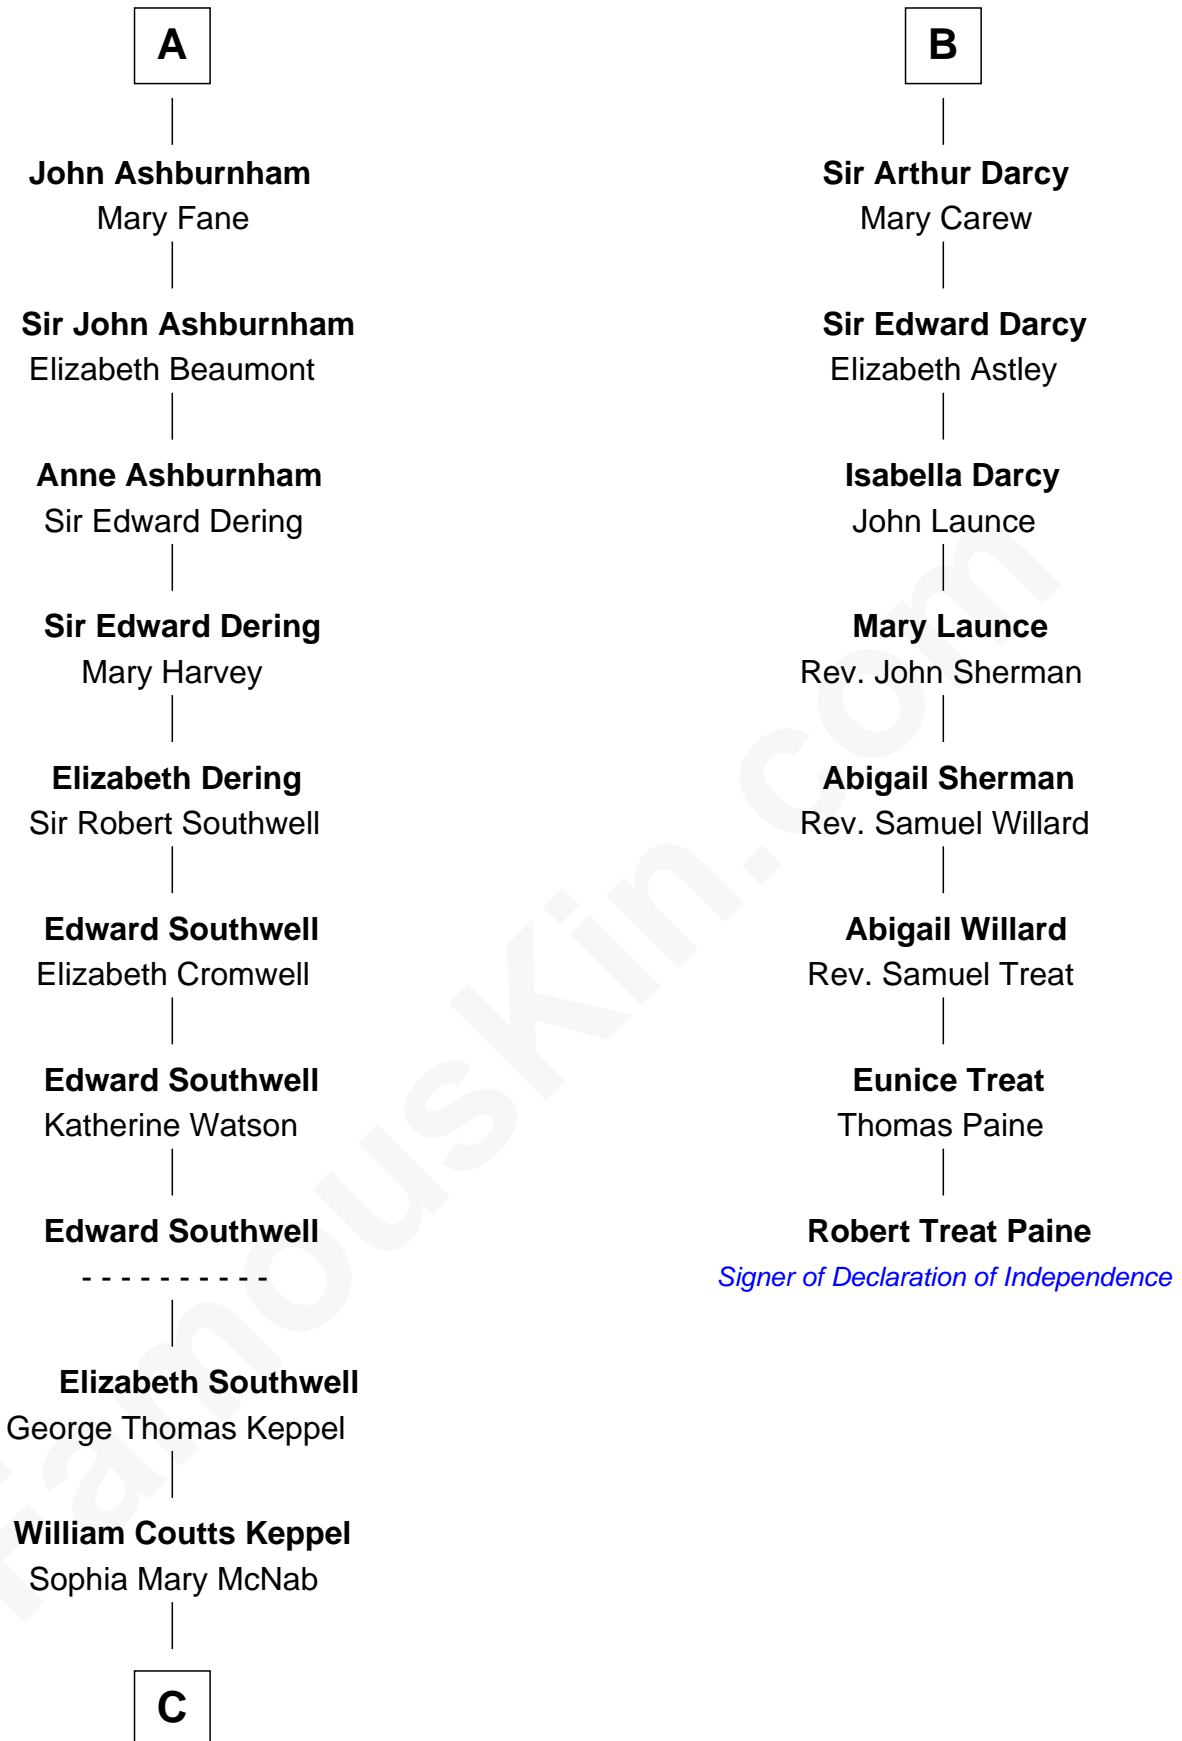 A
John Ashburnham
Mary Fane
Sir John Ashburnham
Elizabeth Beaumont
Anne Ashburnham
Sir Edward Dering
Sir Edward Dering
Mary Harvey
Elizabeth Dering
Sir Robert Southwell
Edward Southwell
Elizabeth Cromwell
Edward Southwell
Katherine Watson
Edward Southwell
- - - - - - - - - -
Elizabeth Southwell
George Thomas Keppel
William Coutts Keppel
Sophia Mary McNab
C
B
Sir Arthur Darcy
Mary Carew
Sir Edward Darcy
Elizabeth Astley
Isabella Darcy
John Launce
Mary Launce
Rev. John Sherman
Abigail Sherman
Rev. Samuel Willard
Abigail Willard
Rev. Samuel Treat
Eunice Treat
Thomas Paine
Robert Treat Paine
Signer of Declaration of Independence
FamousKin.com